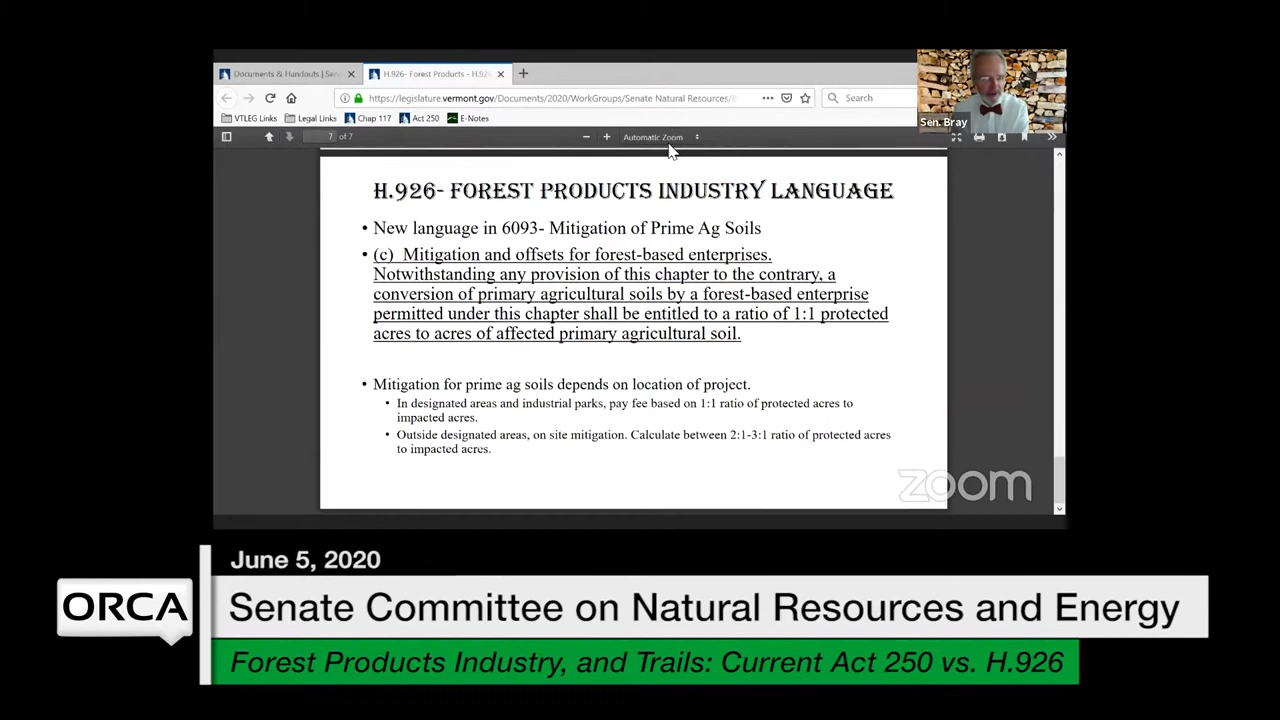 Documents & Handouts | Sen
H.926- Forest Products - H.926
https://legislature.vermont.gov/Documents/2020/WorkGroups/Senate Natural Resources/
Search
VTLEG Links
Legal Links
Chap 117
Act 250
E-Notes
Sen. Bray
7 of 7
Automatic Zoom
H.926- FOREST PRODUCTS INDUSTRY LANGUAGE
• New language in 6093- Mitigation of Prime Ag Soils
• (c) Mitigation and offsets for forest-based enterprises.
Notwithstanding any provision of this chapter to the contrary, a
conversion of primary agricultural soils by a forest-based enterprise
permitted under this chapter shall be entitled to a ratio of 1:1 protected
acres to acres of affected primary agricultural soil.
• Mitigation for prime ag soils depends on location of project.
• In designated areas and industrial parks, pay fee based on 1:1 ratio of protected acres to
impacted acres.
• Outside designated areas, on site mitigation. Calculate between 2:1-3:1 ratio of protected acres
to impacted acres.
zoom
June 5, 2020
ORCA
Senate Committee on Natural Resources and Energy
Forest Products Industry, and Trails: Current Act 250 vs. H.926